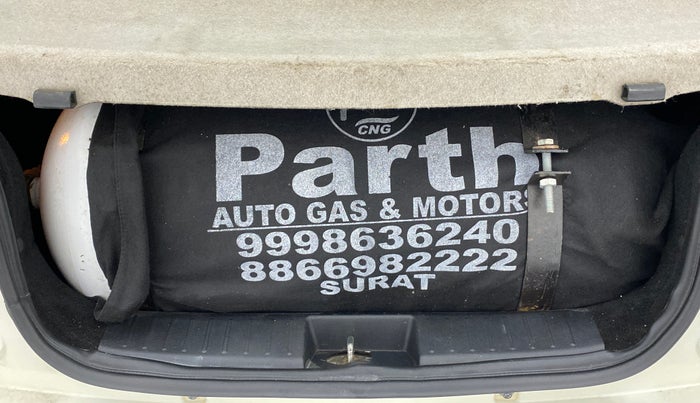 CNG
Parth
AUTO GAS & MOTORS
9998636240
8866982222
SURAT